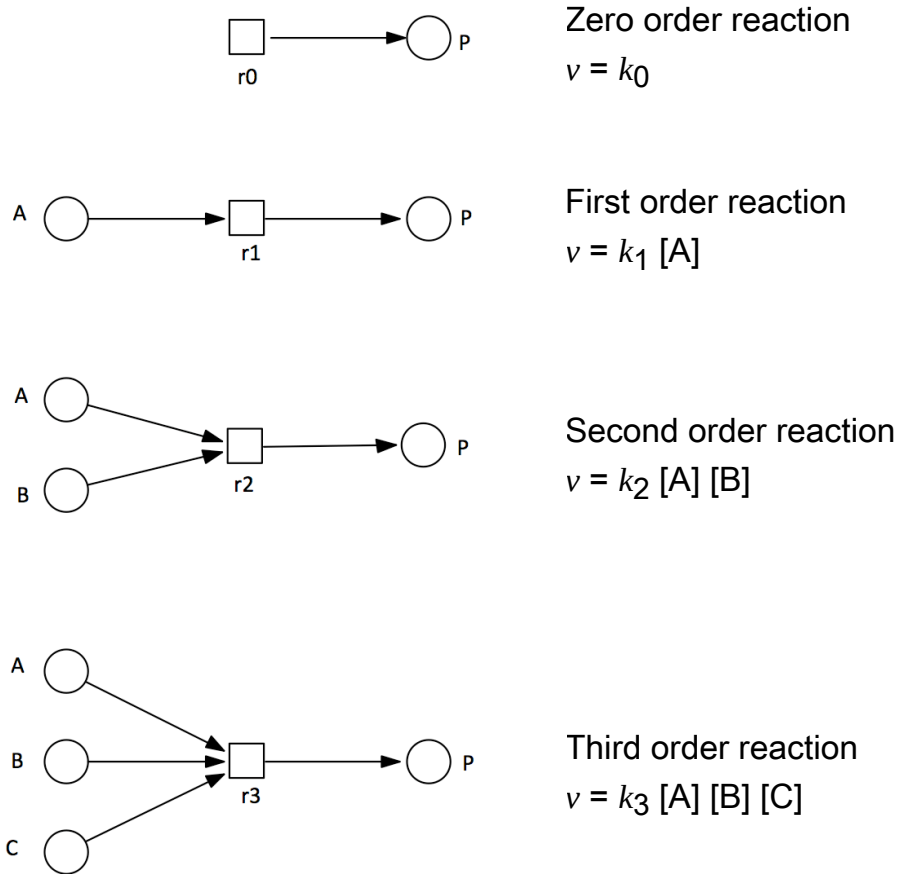 Zero order reaction
P
r0
v = k0
First order reaction
A
P
r1
v = k1 [A]
A
Second order reaction
P
r2
B
v = k2 [A] [B]
A
Third order reaction
B
P
r3
v = k3 [A] [B] [C]
C